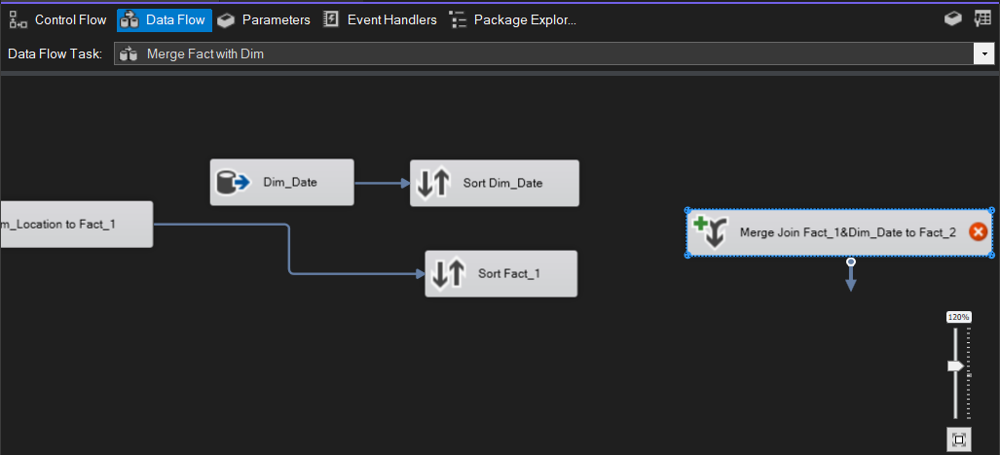 Control Flow Data Flow Parameters Event Handlers Package Explor...
Data Flow Task: Merge Fact with Dim
Dim_Date
Sort Dim_Date
m_Location to Fact_1
Merge Join Fact_1&Dim_Date to Fact_2
Sort Fact_1
120%